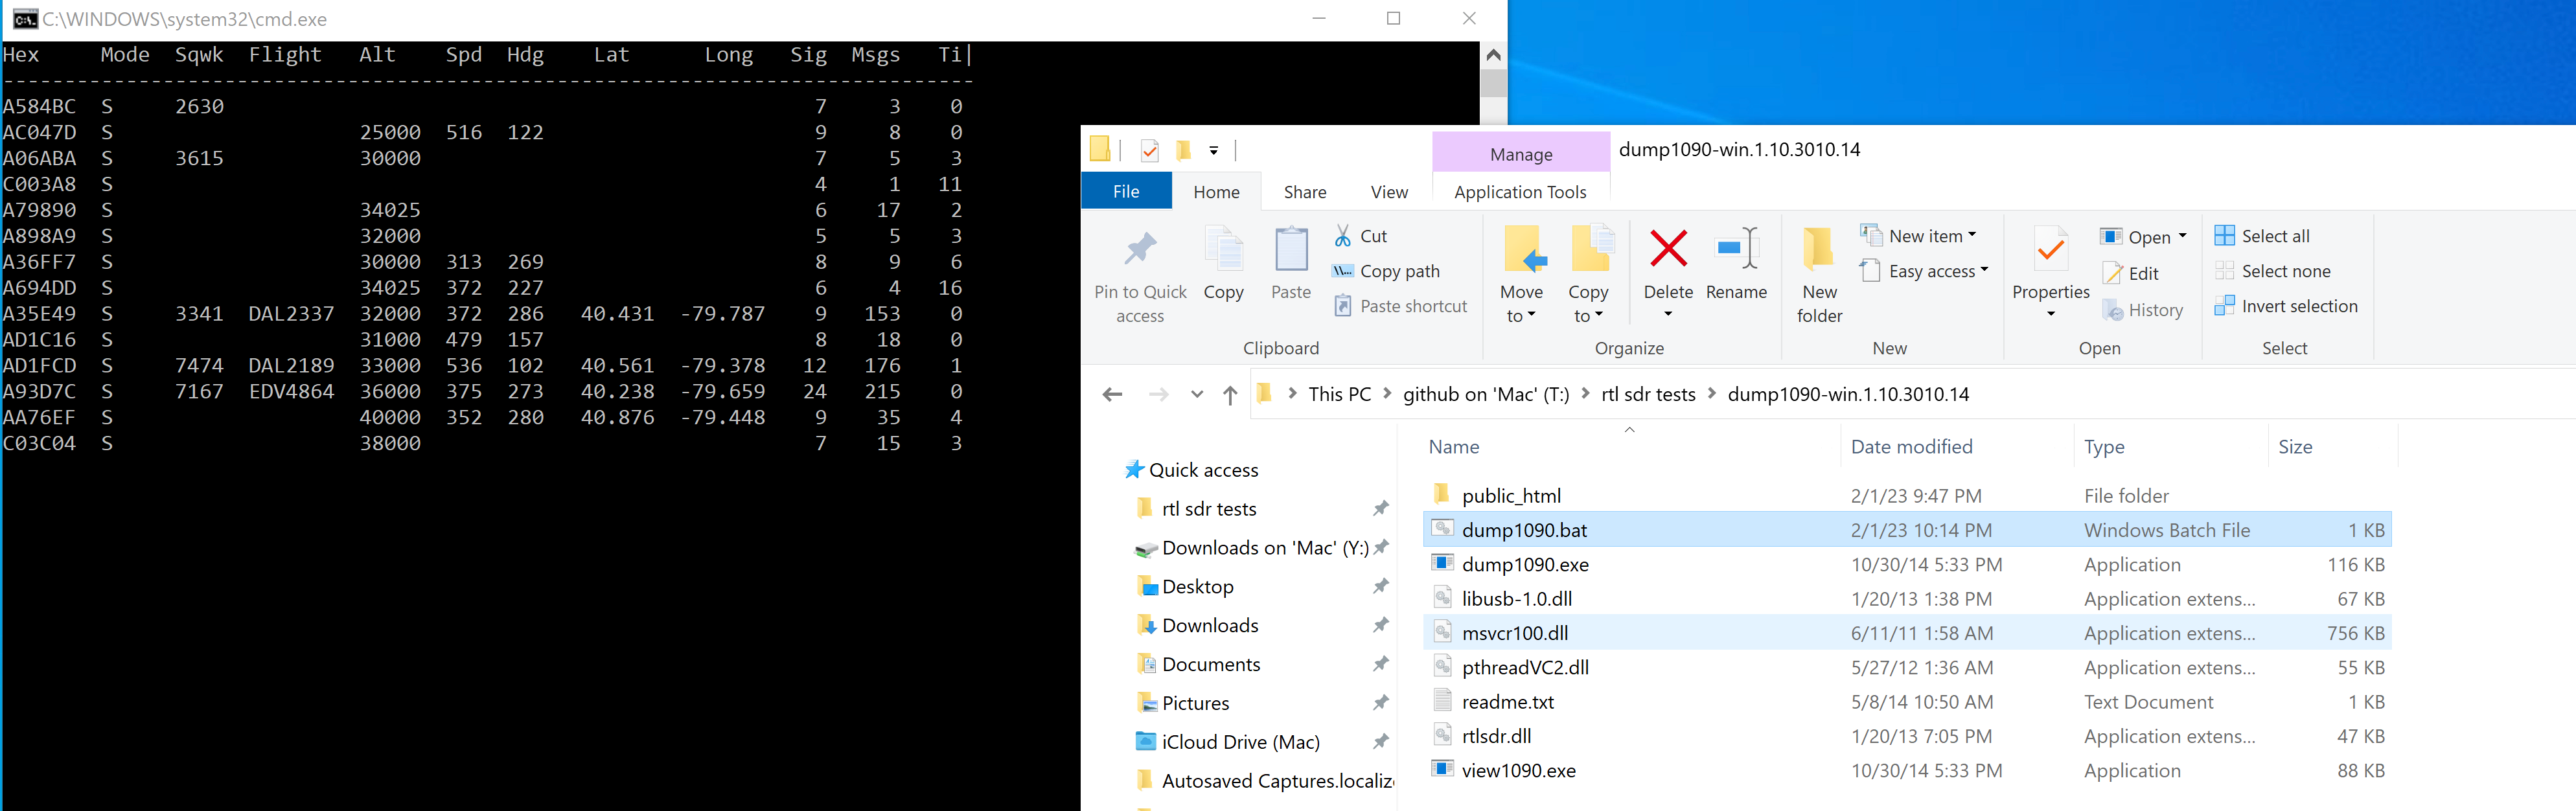 C:\WINDOWS\system32\cmd.exe
Hex Mode Sqwk Flight Alt Spd Hdg Lat Long Sig Msgs Ti|
-------------------------------------------------------------------------------
A584BC S 2630 7 3 0
AC047D S 25000 516 122 9 8 0
A06ABA S 3615 30000 7 5 3
C003A8 S 4 1 11
A79890 S 34025 6 17 2
A898A9 S 32000 5 5 3
A36FF7 S 30000 313 269 8 9 6
A694DD S 34025 372 227 6 4 16
A35E49 S 3341 DAL2337 32000 372 286 40.431 -79.787 9 153 0
AD1C16 S 31000 479 157 8 18 0
AD1FCD S 7474 DAL2189 33000 536 102 40.561 -79.378 12 176 1
A93D7C S 7167 EDV4864 36000 375 273 40.238 -79.659 24 215 0
AA76EF S 40000 352 280 40.876 -79.448 9 35 4
C03C04 S 38000 7 15 3
Manage dump1090-win.1.10.3010.14
File Home Share View Application Tools
Pin to Quick access
Copy
Paste
Cut
Copy path
Paste shortcut
Clipboard
Move to
Copy to
Delete
Rename
Organize
New folder
New item
Easy access
New
Properties
Open
Edit
History
Open
Select all
Select none
Invert selection
Select
This PC > github on 'Mac' (T:) > rtl sdr tests > dump1090-win.1.10.3010.14
Quick access
rtl sdr tests
Downloads on 'Mac' (Y:)
Desktop
Downloads
Documents
Pictures
iCloud Drive (Mac)
Autosaved Captures.localize
Name Date modified Type Size
public_html 2/1/23 9:47 PM File folder
dump1090.bat 2/1/23 10:14 PM Windows Batch File 1 KB
dump1090.exe 10/30/14 5:33 PM Application 116 KB
libusb-1.0.dll 1/20/13 1:38 PM Application extens... 67 KB
msvcr100.dll 6/11/11 1:58 AM Application extens... 756 KB
pthreadVC2.dll 5/27/12 1:36 AM Application extens... 55 KB
readme.txt 5/8/14 10:50 AM Text Document 1 KB
rtlsdr.dll 1/20/13 7:05 PM Application extens... 47 KB
view1090.exe 10/30/14 5:33 PM Application 88 KB